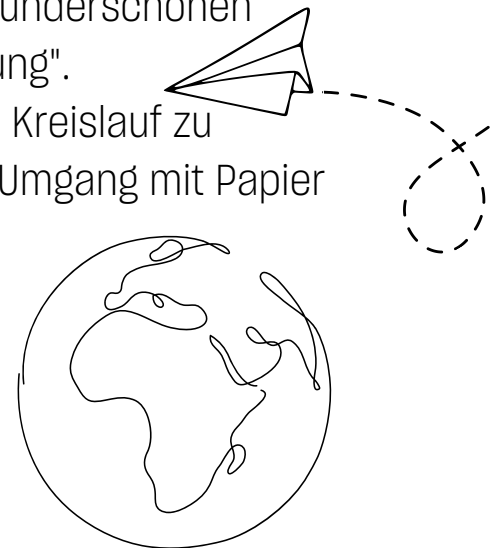 underschönen
ung".
Kreislauf zu
Umgang mit Papier